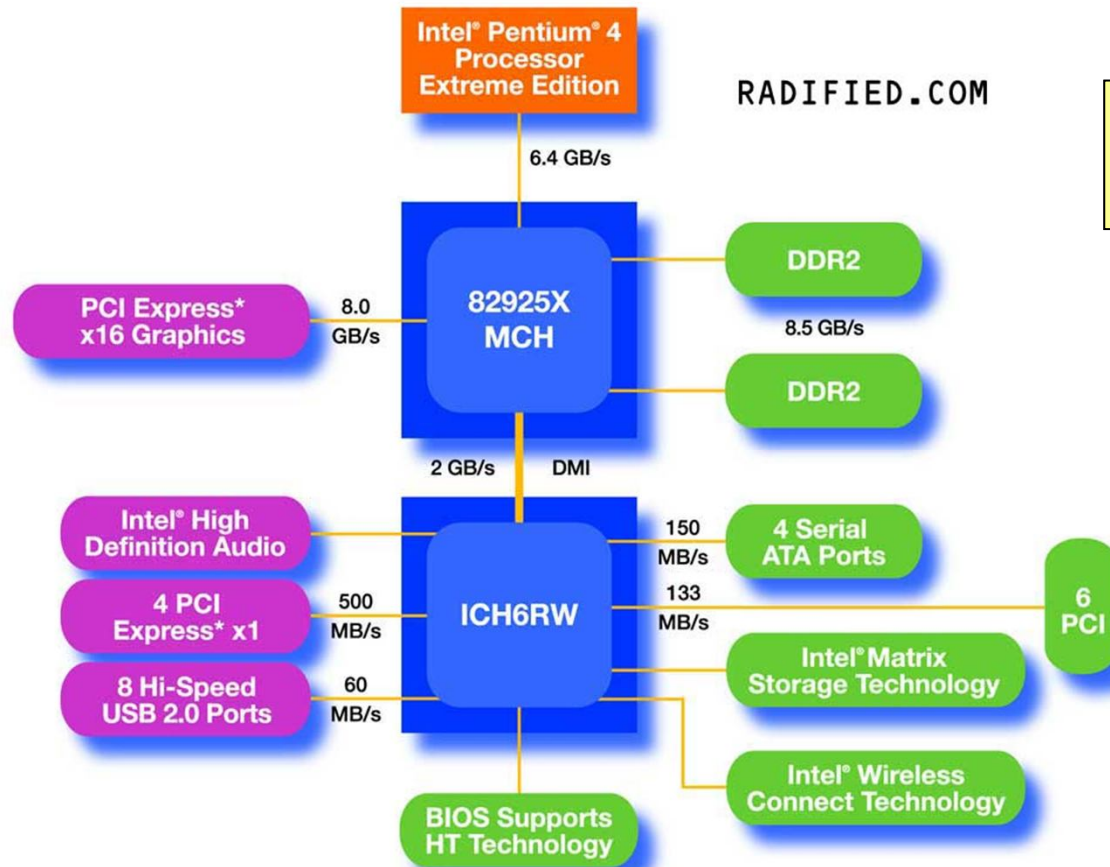 Intel® Pentium® 4
Processor
Extreme Edition
RADIFIED.COM
6.4 GB/s
PCI Express*
x16 Graphics
8.0
GB/s
82925X
MCH
DDR2
8.5 GB/s
DDR2
2 GB/s
DMI
Intel® High
Definition Audio
4 PCI
Express* x1
500
MB/s
8 Hi-Speed
USB 2.0 Ports
60
MB/s
ICH6RW
150
MB/s
4 Serial
ATA Ports
133
MB/s
6
PCI
Intel® Matrix
Storage Technology
Intel® Wireless
Connect Technology
BIOS Supports
HT Technology